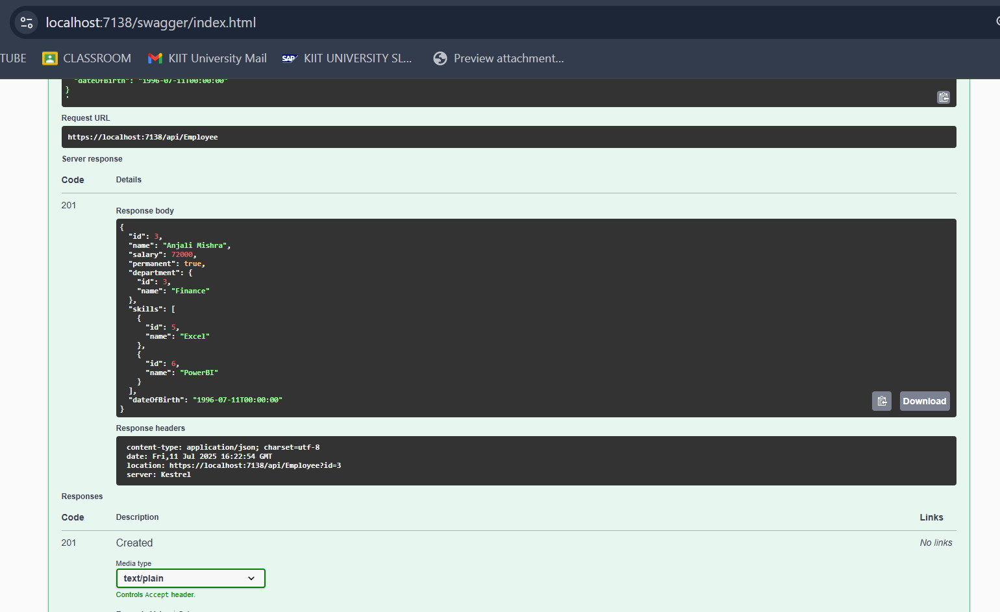 localhost:7138/swagger/index.html
TUBE CLASSROOM KIIT University Mail SAP KIIT UNIVERSITY SL... Preview attachment...
"dateOfBirth": "1996-07-11T00:00:00"
}
'
Request URL
https://localhost:7138/api/Employee
Server response
Code Details
201
Response body
{
"id": 3,
"name": "Anjali Mishra",
"salary": 72000,
"permanent": true,
"department": {
"id": 3,
"name": "Finance"
},
"skills": [
{
"id": 5,
"name": "Excel"
},
{
"id": 6,
"name": "PowerBI"
}
],
"dateOfBirth": "1996-07-11T00:00:00"
}
Download
Response headers
content-type: application/json; charset=utf-8
date: Fri,11 Jul 2025 16:22:54 GMT
location: https://localhost:7138/api/Employee?id=3
server: Kestrel
Responses
Code Description Links
201 Created No links
Media type
text/plain
Controls Accept header.